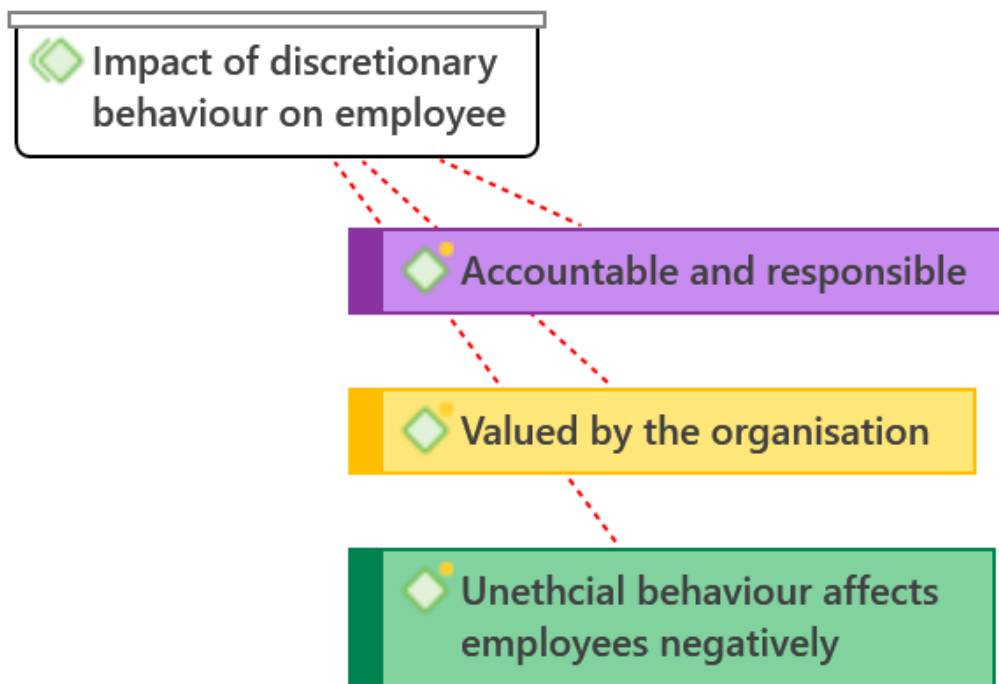 Impact of discretionary
behaviour on employee
Accountable and responsible
Valued by the organisation
Unethcial behaviour affects
employees negatively